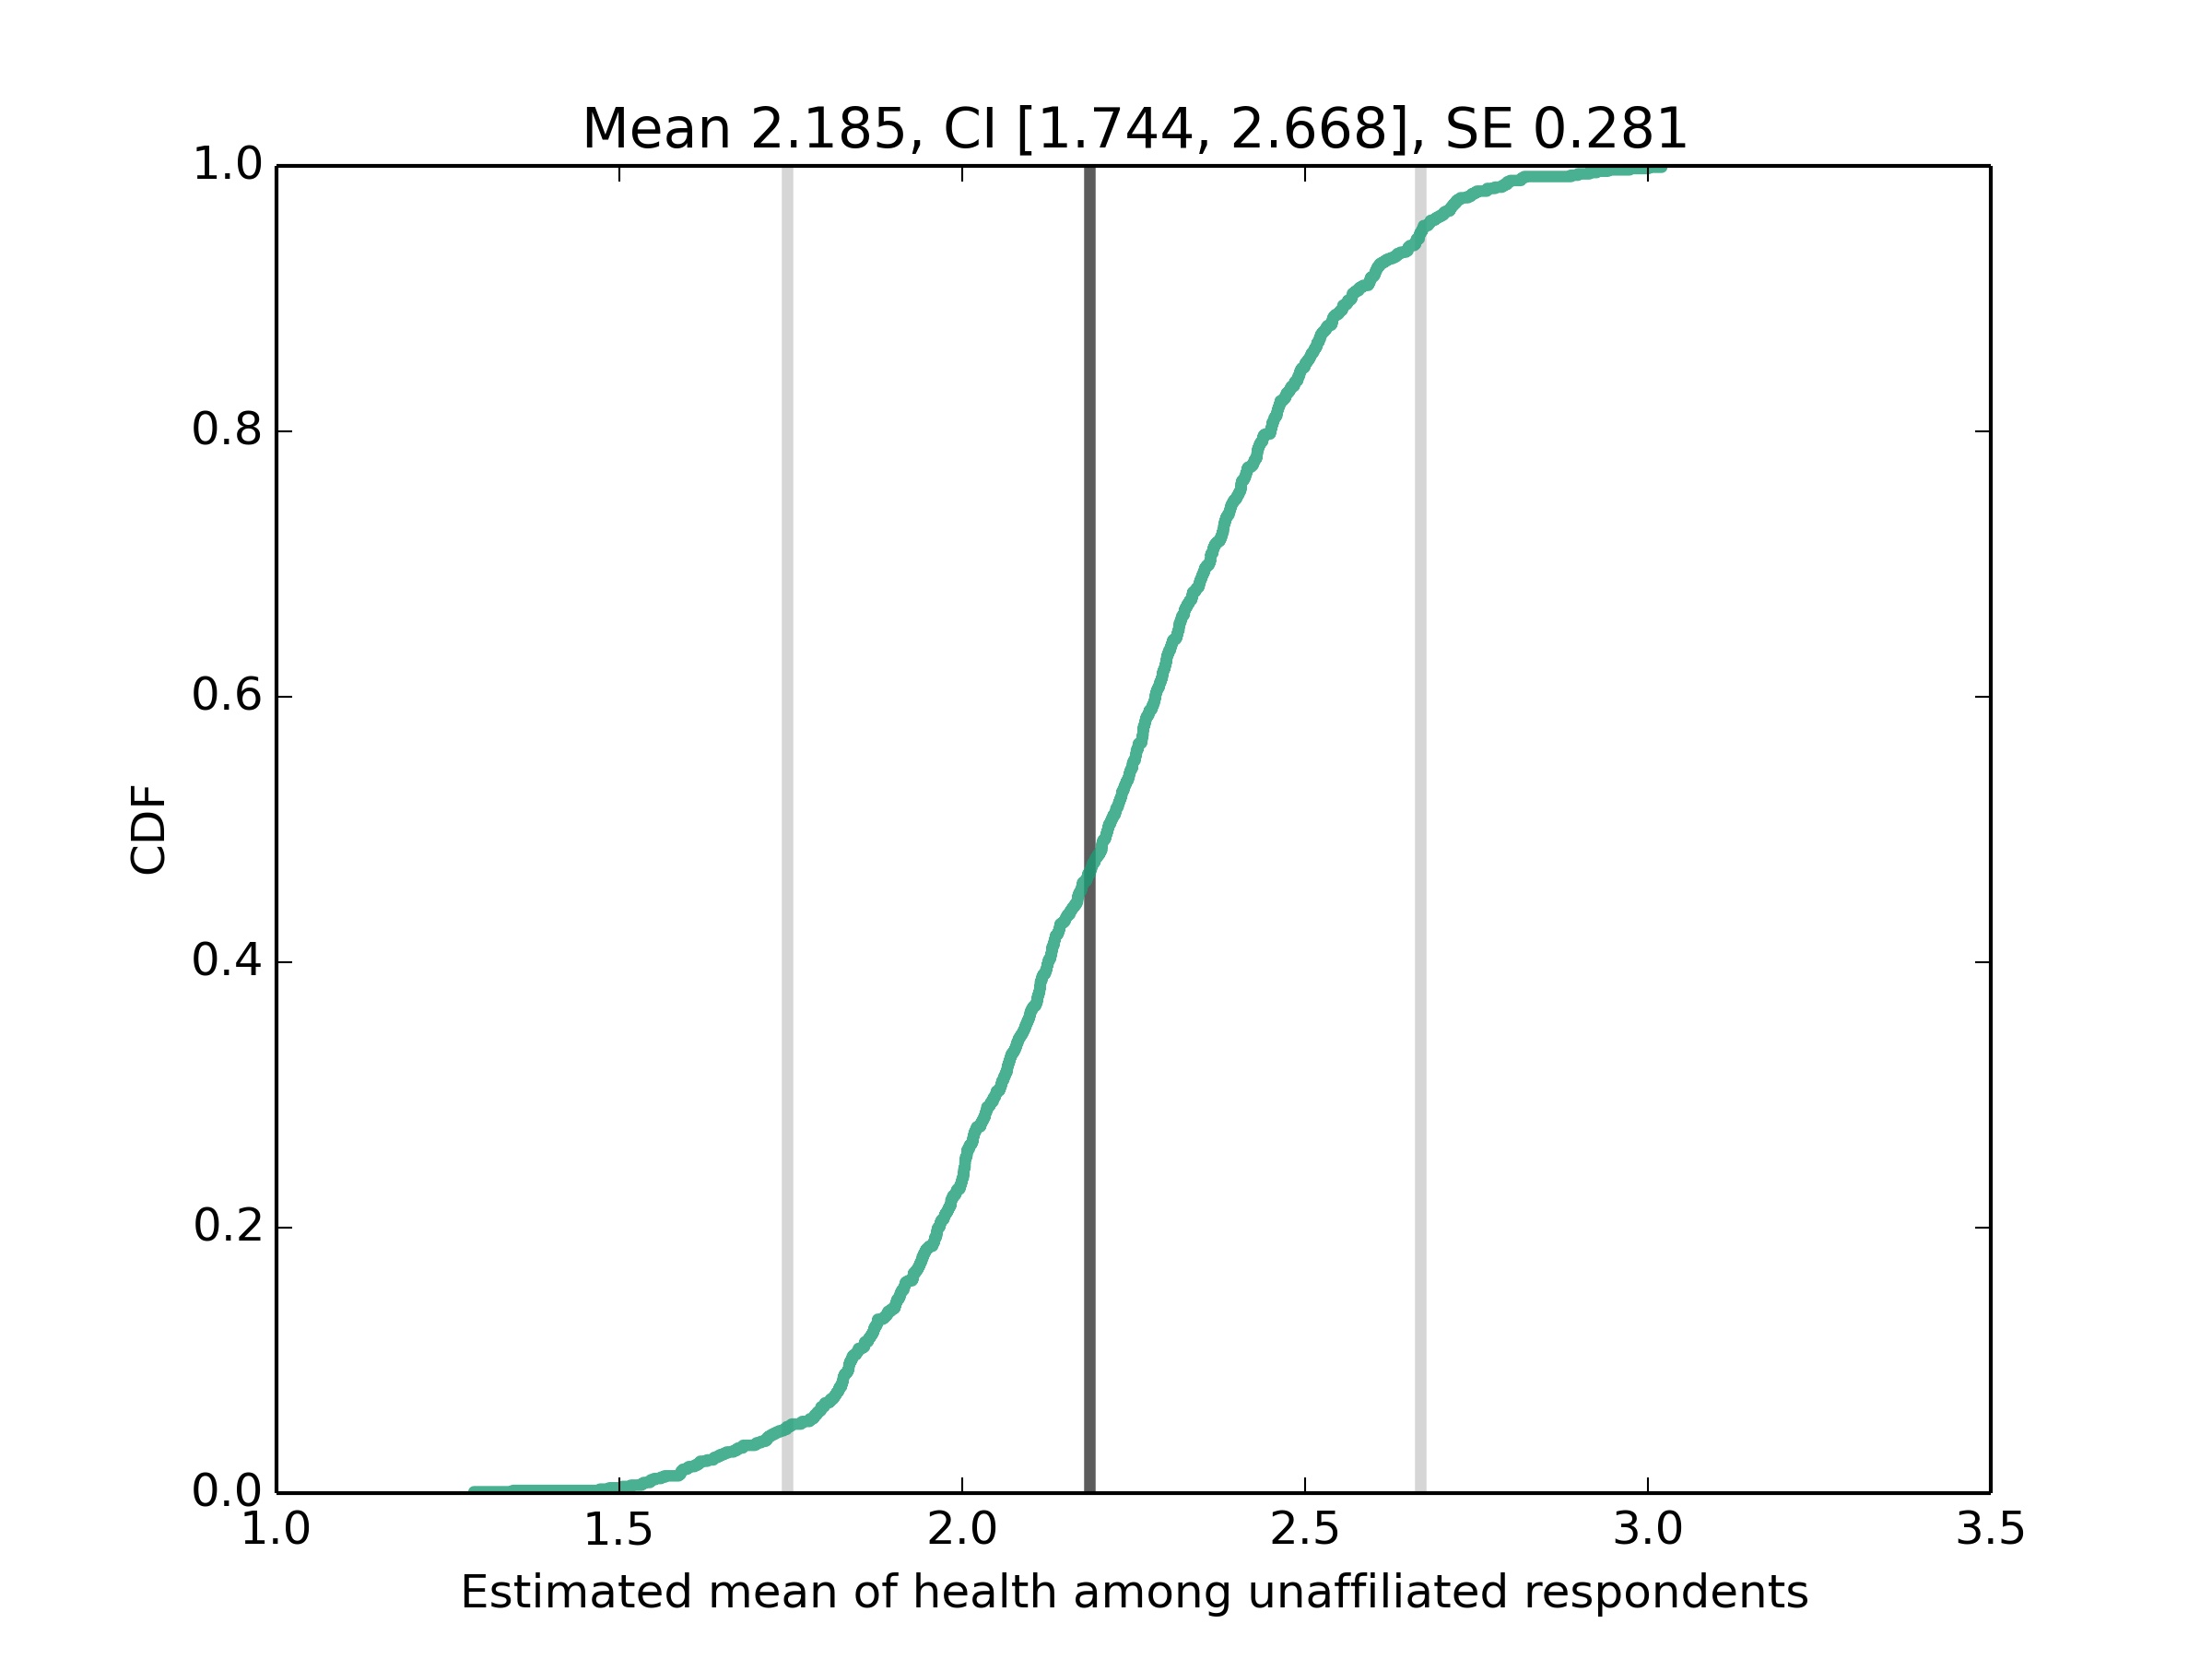 Mean 2.185, CI [1.744, 2.668], SE 0.281
1.0
0.8
0.6
0.4
0.2
0.0
CDF
1.0 1.5 2.0 2.5 3.0 3.5
Estimated mean of health among unaffiliated respondents